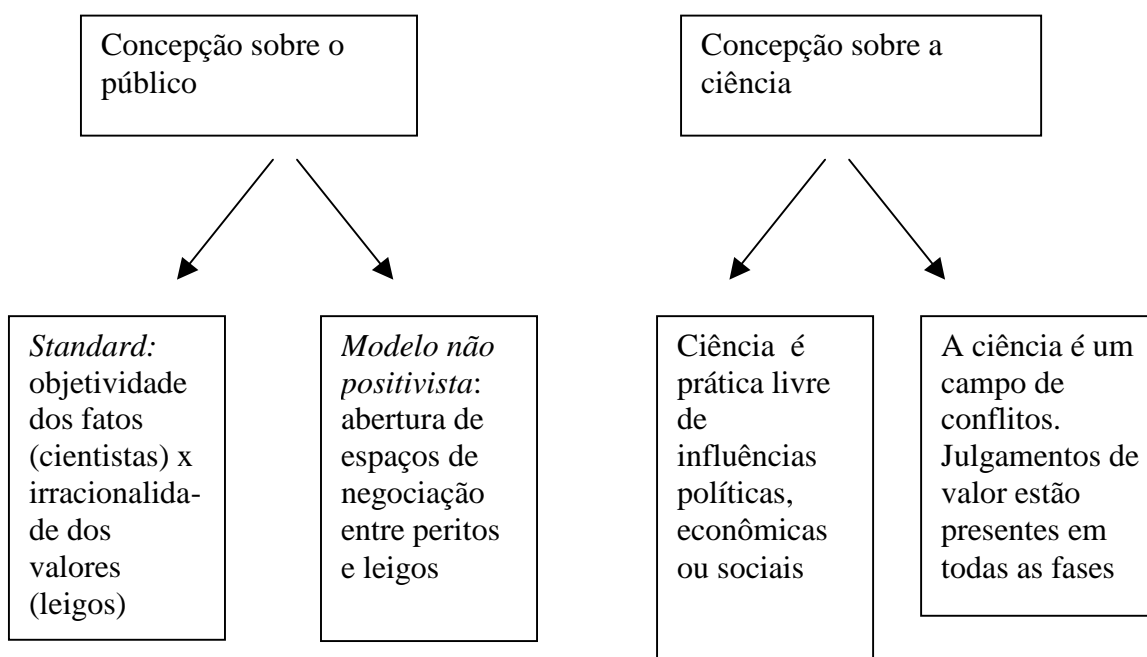 Concepção sobre o
público
Concepção sobre a
ciência
Standard:
objetividade
dos fatos
(cientistas) x
irracionalida-
de dos
valores
(leigos)
Modelo não
positivista:
abertura de
espaços de
negociação
entre peritos
e leigos
Ciência é
prática livre
de
influências
políticas,
econômicas
ou sociais
A ciência é um
campo de
conflitos.
Julgamentos de
valor estão
presentes em
todas as fases